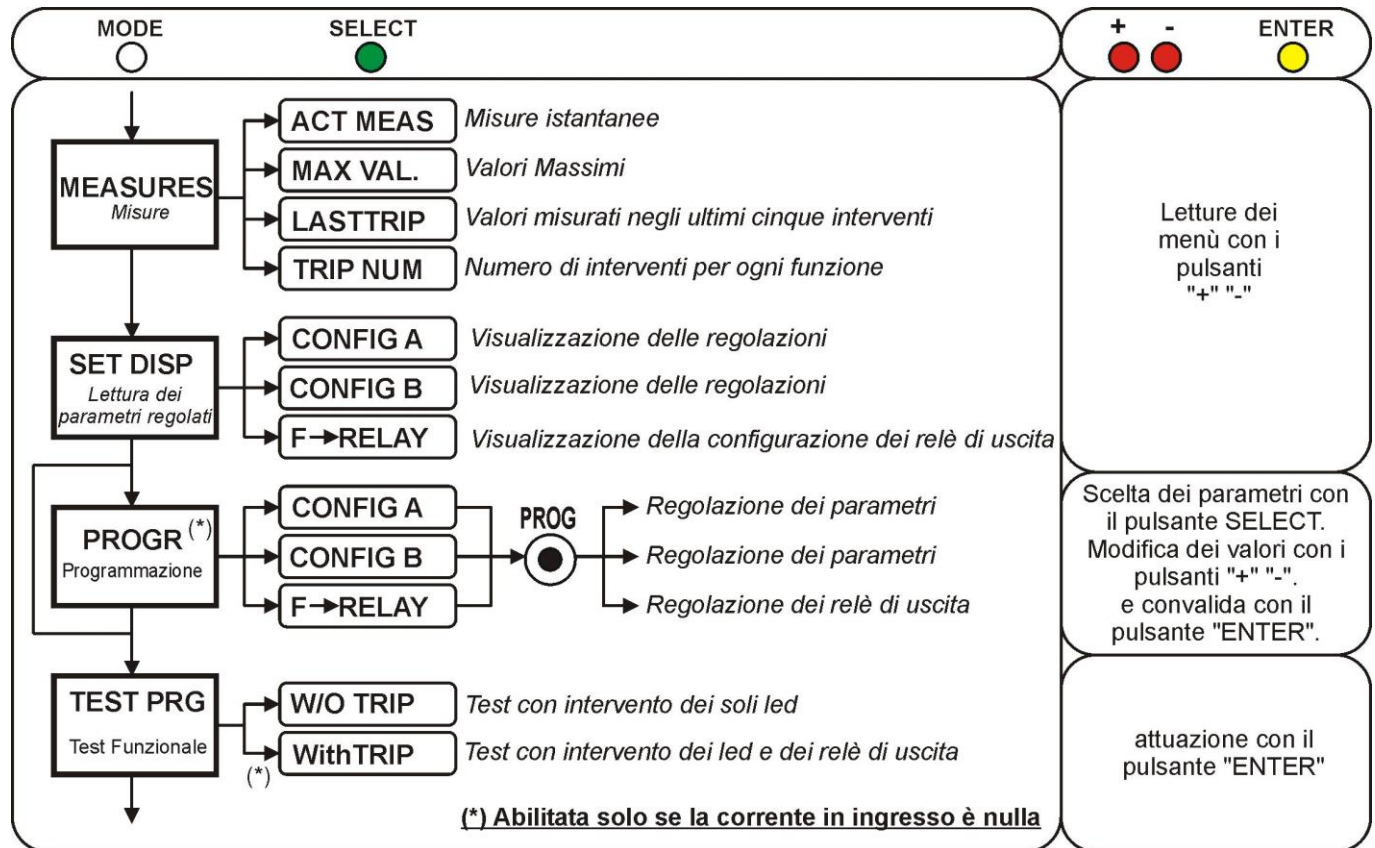 MODE
SELECT
+ -
ENTER
MEASURES
Misure
ACT MEAS
Misure istantee
MAX VAL.
Valori Massimi
LASTTRIP
Valori misurati negli ultimi cinque interventi
TRIP NUM
Numero di interventi per ogni funzione
Letture dei
menù con i
pulsanti
"+" "-"
SET DISP
Lettura dei
parametri regolati
CONFIG A
Visualizzazione delle regolazioni
CONFIG B
Visualizzazione delle regolazioni
F→RELAY
Visualizzazione della configurazione dei relè di uscita
PROGR (*)
Programmazione
CONFIG A
CONFIG B
F→RELAY
PROG
Regolazione dei parametri
Regolazione dei parametri
Regolazione dei relè di uscita
Scelta dei parametri con
il pulsante SELECT.
Modifica dei valori con i
pulsanti "+" "-".
e convalida con il
pulsante "ENTER".
TEST PRG
Test Funzionale
W/O TRIP
Test con intervento dei soli led
WithTRIP
(*)
Test con intervento dei led e dei relè di uscita
attuazione con il
pulsante "ENTER"
(*) Abilitata solo se la corrente in ingresso è nulla